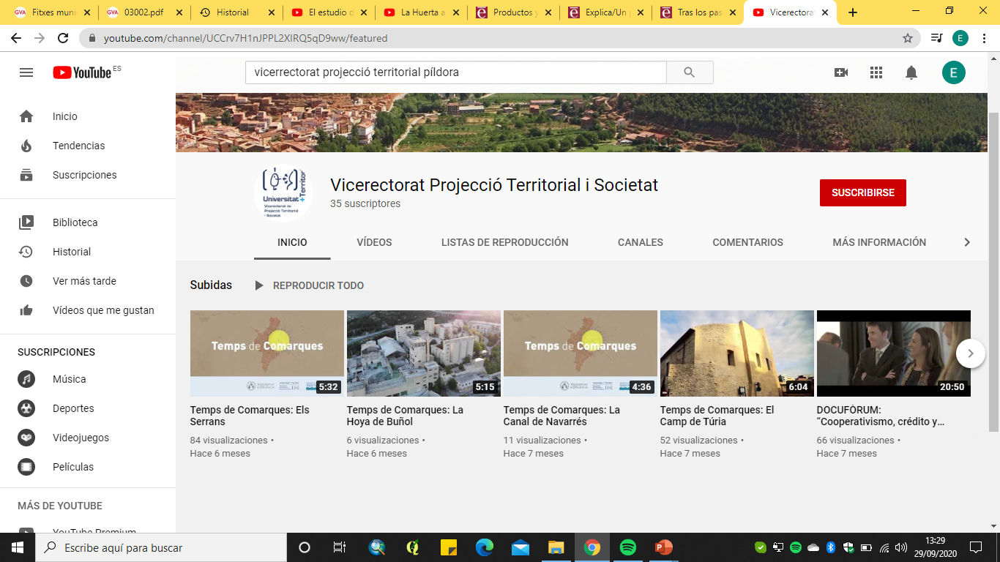 Fitxes muni
03002.pdf
Historial
El estudio d
La Huerta a
Productos y
Explica/Un p
Tras los pas
Vicerectora
youtube.com/channel/UCCrv7H1nJPPL2XIRQ5qD9ww/featured
E
YouTube ES
vicerrectorat projecció territorial píldora
E
Inicio
Tendencias
Suscripciones
Biblioteca
Historial
Ver más tarde
Vídeos que me gustan
SUSCRIPCIONES
Música
Deportes
Videojuegos
Películas
MÁS DE YOUTUBE
YouTube Premium
Universitat
Territori
Vicerectorat de
Projecció Territorial
i Societat
Vicerectorat Projecció Territorial i Societat
35 suscriptores
SUSCRIBIRSE
INICIO
VÍDEOS
LISTAS DE REPRODUCCIÓN
CANALES
COMENTARIOS
MÁS INFORMACIÓN
Subidas
REPRODUCIR TODO
Temps de Comarques
5:32
Temps de Comarques: Els
Serrans
84 visualizaciones •
Hace 6 meses
5:15
Temps de Comarques: La
Hoya de Buñol
6 visualizaciones •
Hace 6 meses
Temps de Comarques
4:36
Temps de Comarques: La
Canal de Navarrés
11 visualizaciones •
Hace 7 meses
6:04
Temps de Comarques: El
Camp de Túria
52 visualizaciones •
Hace 7 meses
20:50
DOCUFÒRUM:
“Cooperativismo, crédito y…
66 visualizaciones •
Hace 7 meses
Escribe aquí para buscar
13:29
29/09/2020